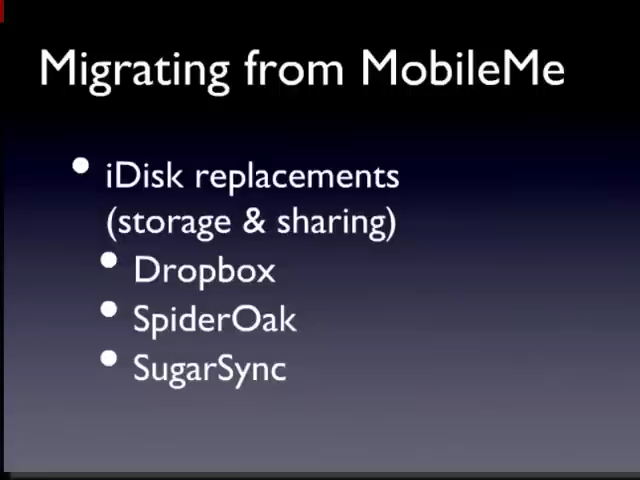 Migrating from MobileMe
• iDisk replacements
(storage & sharing)
• Dropbox
• SpiderOak
• SugarSync